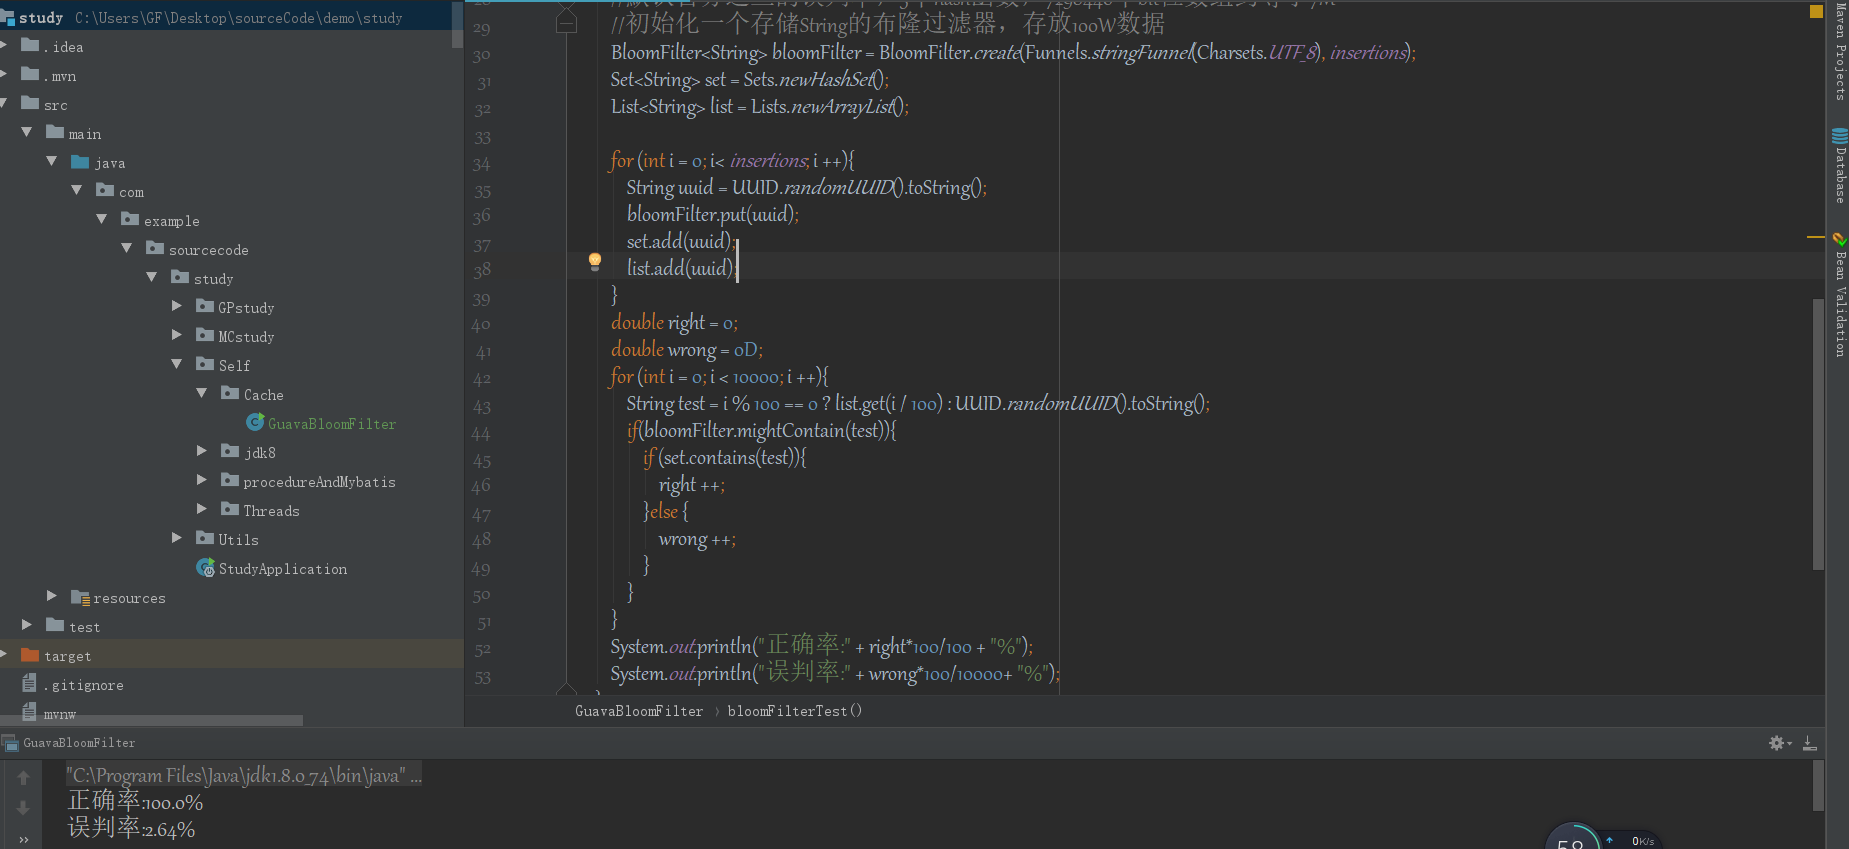 study C:\Users\GF\Desktop\sourceCode\demo\study
.idea
.mvn
src
main
java
com
example
sourcecode
study
GPstudy
MCstudy
Self
Cache
GuavaBloomFilter
jdk8
procedureAndMybatis
Threads
Utils
StudyApplication
resources
test
target
.gitignore
mvnw
29 //初始化一个存储String的布隆过滤器，存放100W数据
30 BloomFilter<String> bloomFilter = BloomFilter.create(Funnels.stringFunnel(Charsets.UTF_8), insertions);
31 Set<String> set = Sets.newHashSet();
32 List<String> list = Lists.newArrayList();
33
34 for (int i = 0; i< insertions; i ++){
35 String uuid = UUID.randomUUID().toString();
36 bloomFilter.put(uuid);
37 set.add(uuid);
38 list.add(uuid);
39 }
40 double right = 0;
41 double wrong = 0D;
42 for (int i = 0; i < 10000; i ++){
43 String test = i % 100 == 0 ? list.get(i / 100) : UUID.randomUUID().toString();
44 if(bloomFilter.mightContain(test)){
45 if (set.contains(test)){
46 right ++;
47 }else {
48 wrong ++;
49 }
50 }
51 }
52 System.out.println("正确率:" + right*100/100 + "%");
53 System.out.println("误判率:" + wrong*100/10000+ "%");
GuavaBloomFilter › bloomFilterTest()
Maven Projects
Database
Bean Validation
GuavaBloomFilter
"C:\Program Files\Java\jdk1.8.0_74\bin\java" ...
正确率:100.0%
误判率:2.64%
»
0K/s